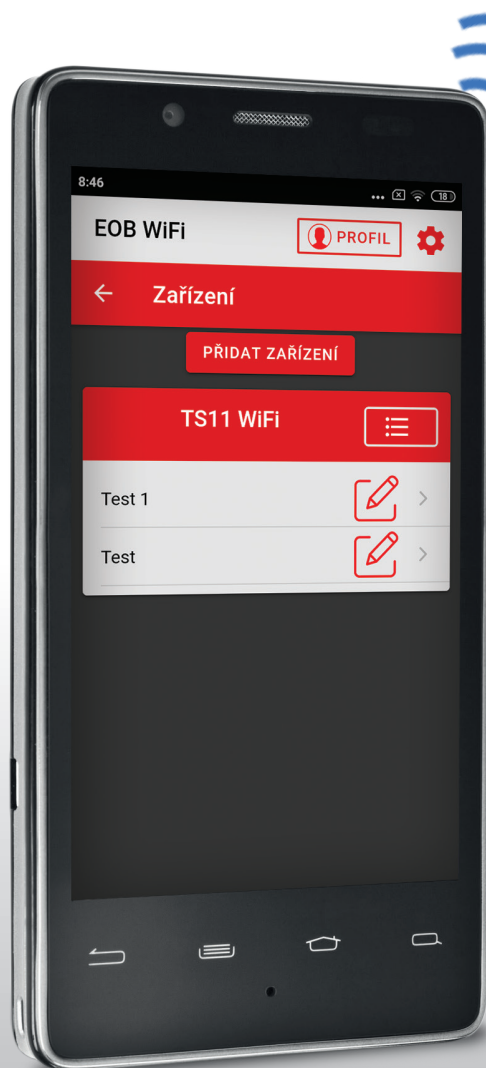 8:46
18
EOB WiFi
PROFIL
Zařízení
PŘIDAT ZAŘÍZENÍ
TS11 WiFi
Test 1
Test